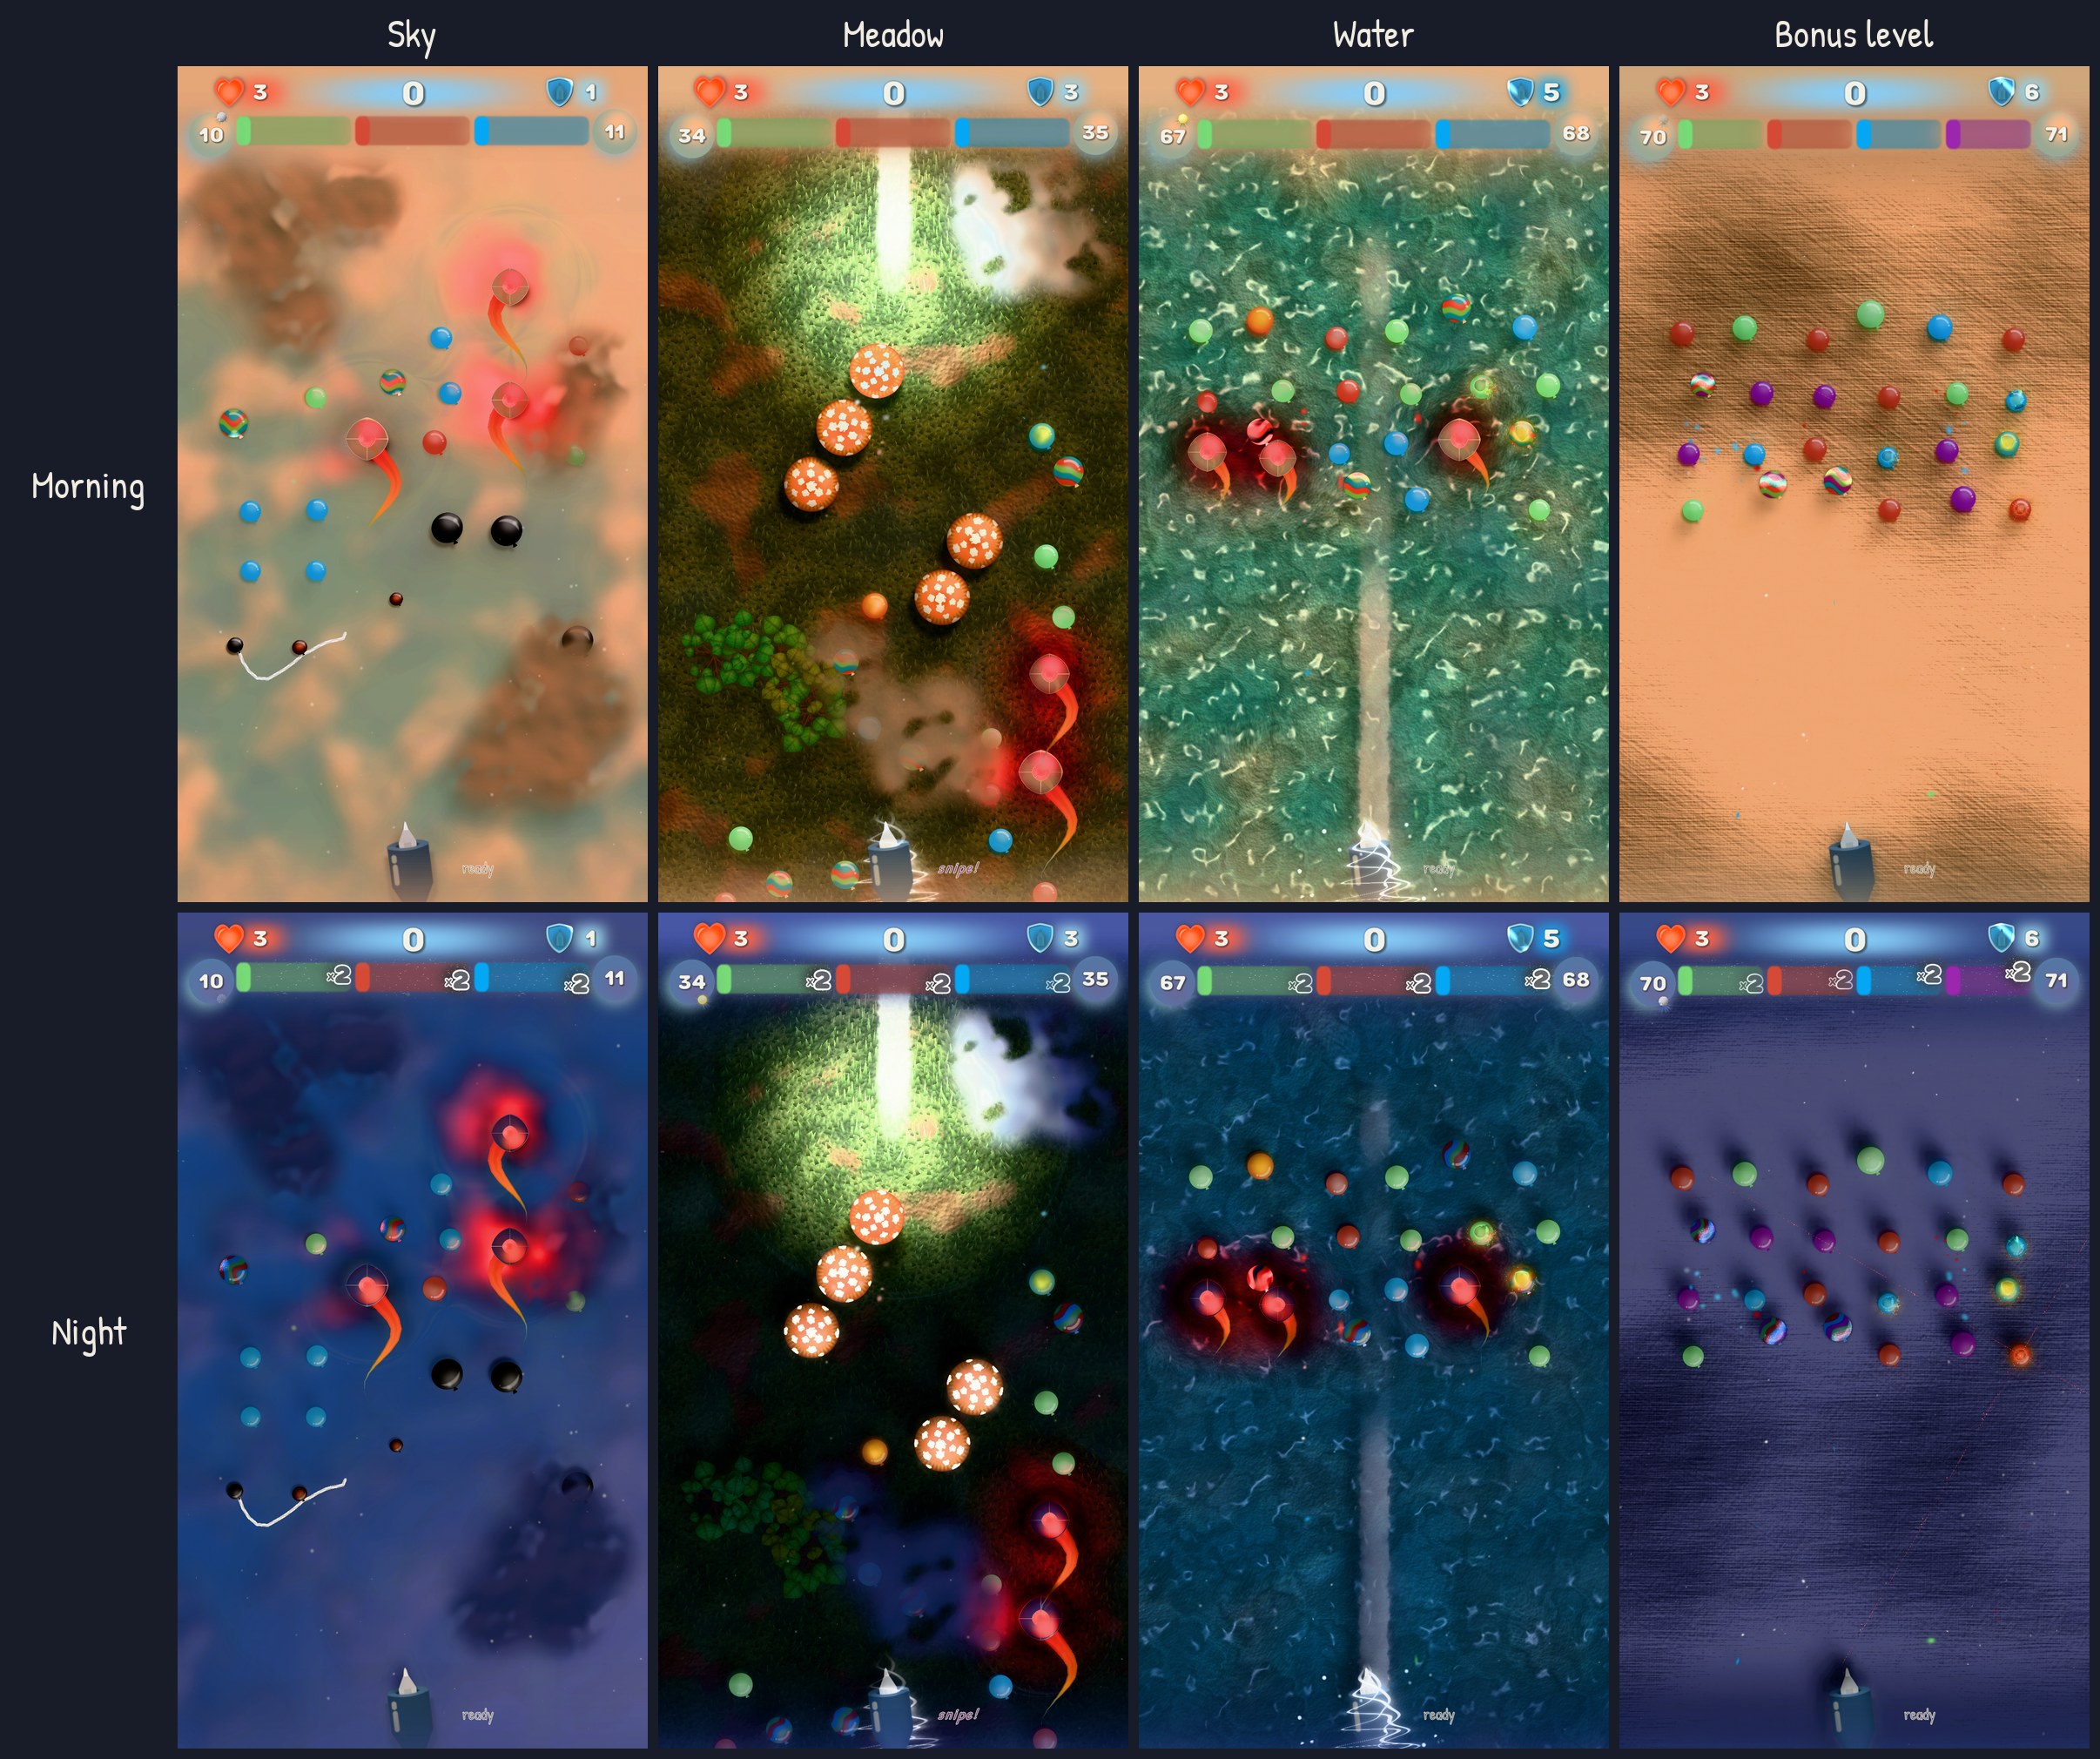 Sky Meadow Water Bonus level
3 0 1 3 0 3 3 0 5 3 0 6
10 11 34 35 67 68 70 71
Morning
ready snipe! ready ready
3 0 1 3 0 3 3 0 5 3 0 6
10 x2 x2 x2 11 34 x2 x2 x2 35 67 x2 x2 x2 68 70 x2 x2 x2 x2 71
Night
ready snipe! ready ready